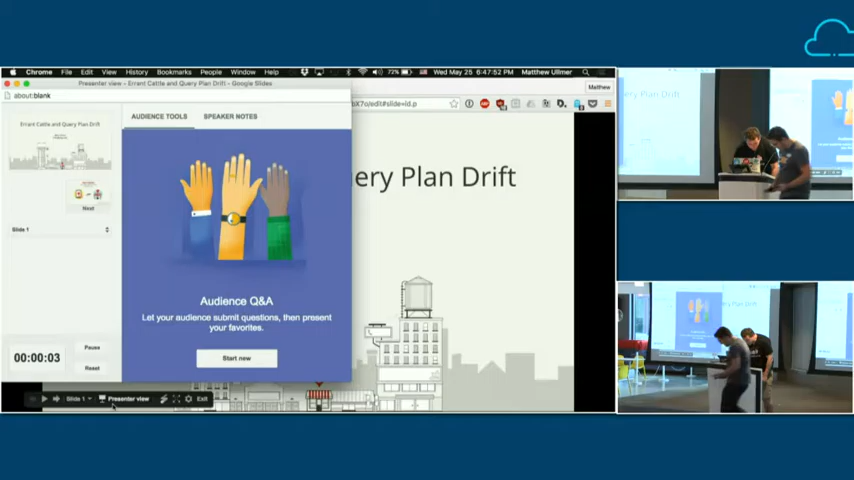 Chrome File Edit View History Bookmarks People Window Help 72% Wed May 25 6:47:52 PM Matthew Ullmer
Presenter view - Errant Cattle and Query Plan Drift - Google Slides
about:blank
Matthew
AUDIENCE TOOLS SPEAKER NOTES
Errant Cattle and Query Plan Drift
ery Plan Drift
Next
Slide 1
Audience Q&A
Let your audience submit questions, then present
your favorites.
Start new
00:00:03
Pause
Reset
Slide 1 Presenter view Exit